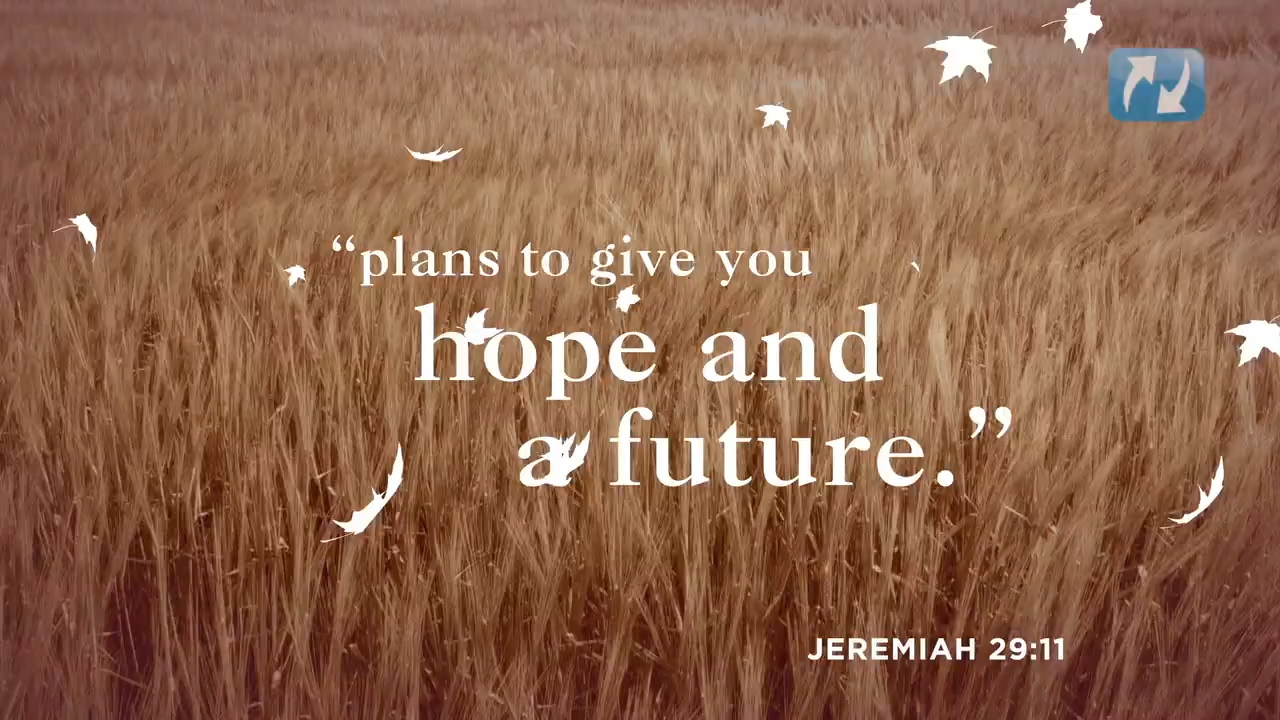 “plans to give you
hope and
a future.”
JEREMIAH 29:11